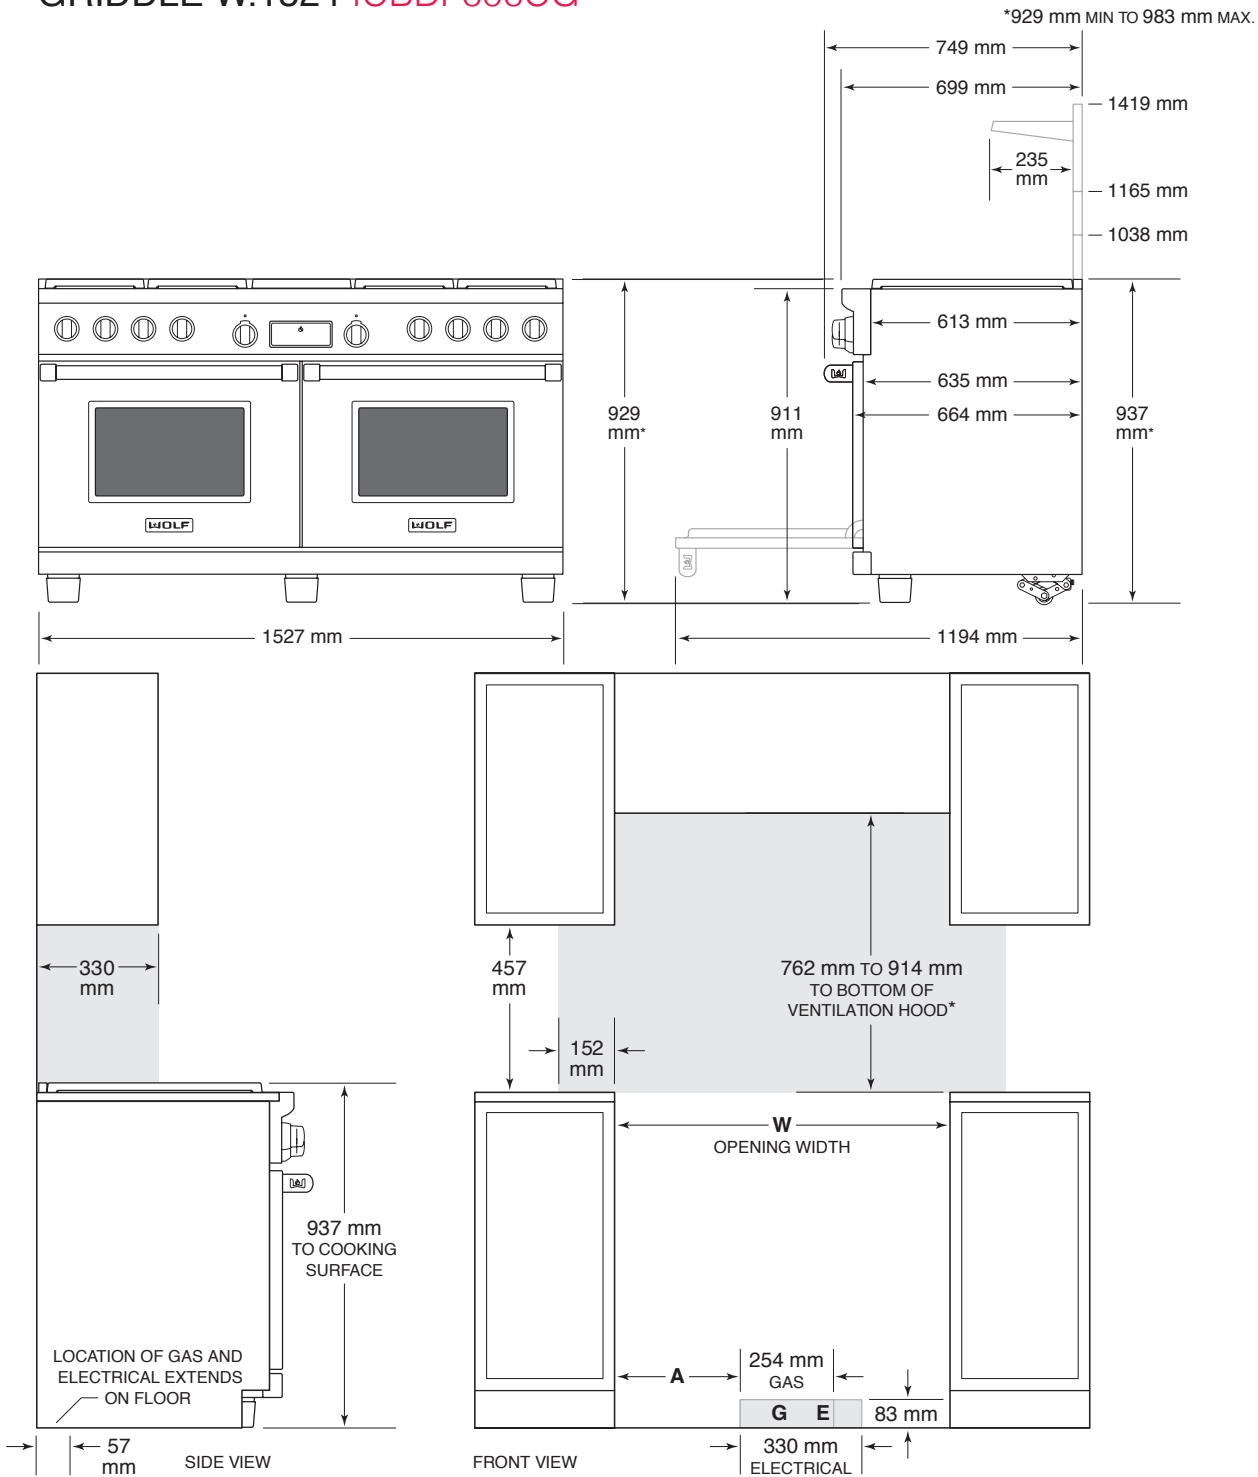 *929 mm MIN TO 983 mm MAX.
749 mm
699 mm
1419 mm
235
mm
1165 mm
1038 mm
613 mm
635 mm
664 mm
929
mm*
911
mm
937
mm*
WOLF
WOLF
1527 mm
1194 mm
330
mm
457
mm
762 mm TO 914 mm
TO BOTTOM OF
VENTILATION HOOD*
152
mm
W
OPENING WIDTH
937 mm
TO COOKING
SURFACE
LOCATION OF GAS AND
ELECTRICAL EXTENDS
ON FLOOR
A
254 mm
GAS
G E
83 mm
57
mm
SIDE VIEW
FRONT VIEW
330 mm
ELECTRICAL